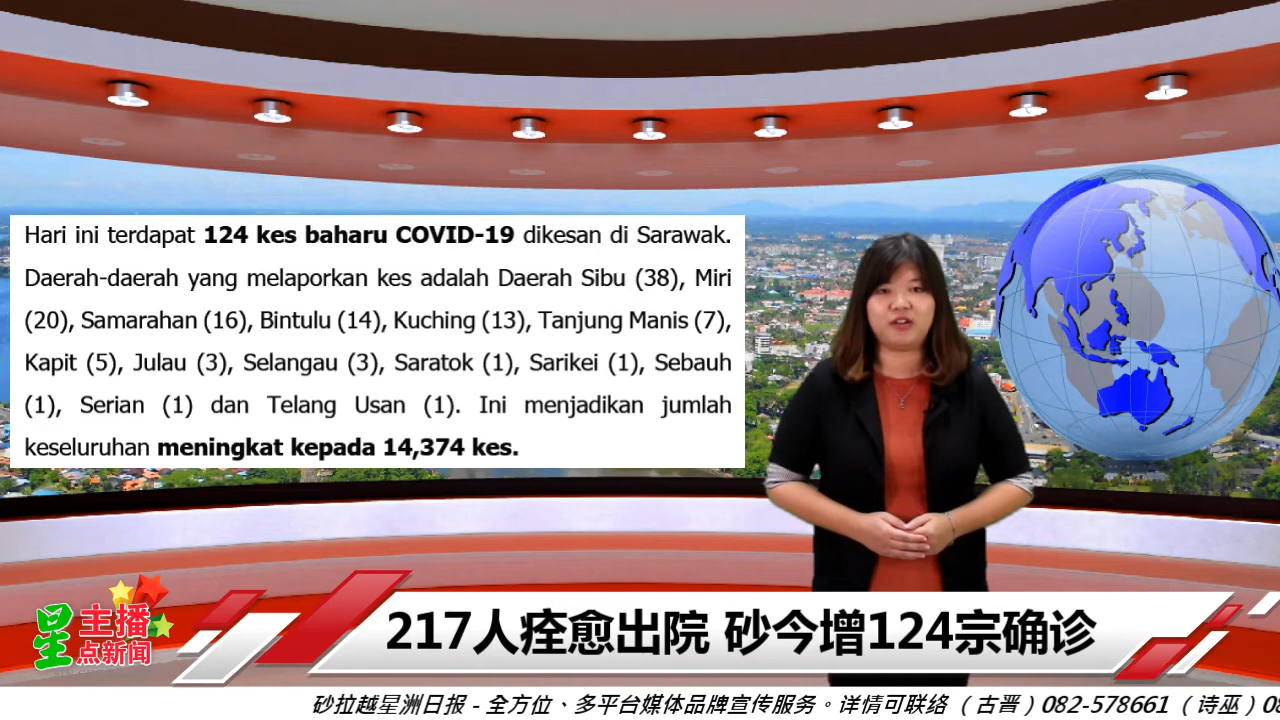 Hari ini terdapat 124 kes baharu COVID-19 dikesan di Sarawak.
Daerah-daerah yang melaporkan kes adalah Daerah Sibu (38), Miri
(20), Samarahan (16), Bintulu (14), Kuching (13), Tanjung Manis (7),
Kapit (5), Julau (3), Selangau (3), Saratok (1), Sarikei (1), Sebauh
(1), Serian (1) dan Telang Usan (1). Ini menjadikan jumlah
keseluruhan meningkat kepada 14,374 kes.
星主播
点新闻
217人痊愈出院 砂今增124宗确诊
砂拉越星洲日报 - 全方位、多平台媒体品牌宣传服务。详情可联络 （古晋）082-578661 （诗巫）08